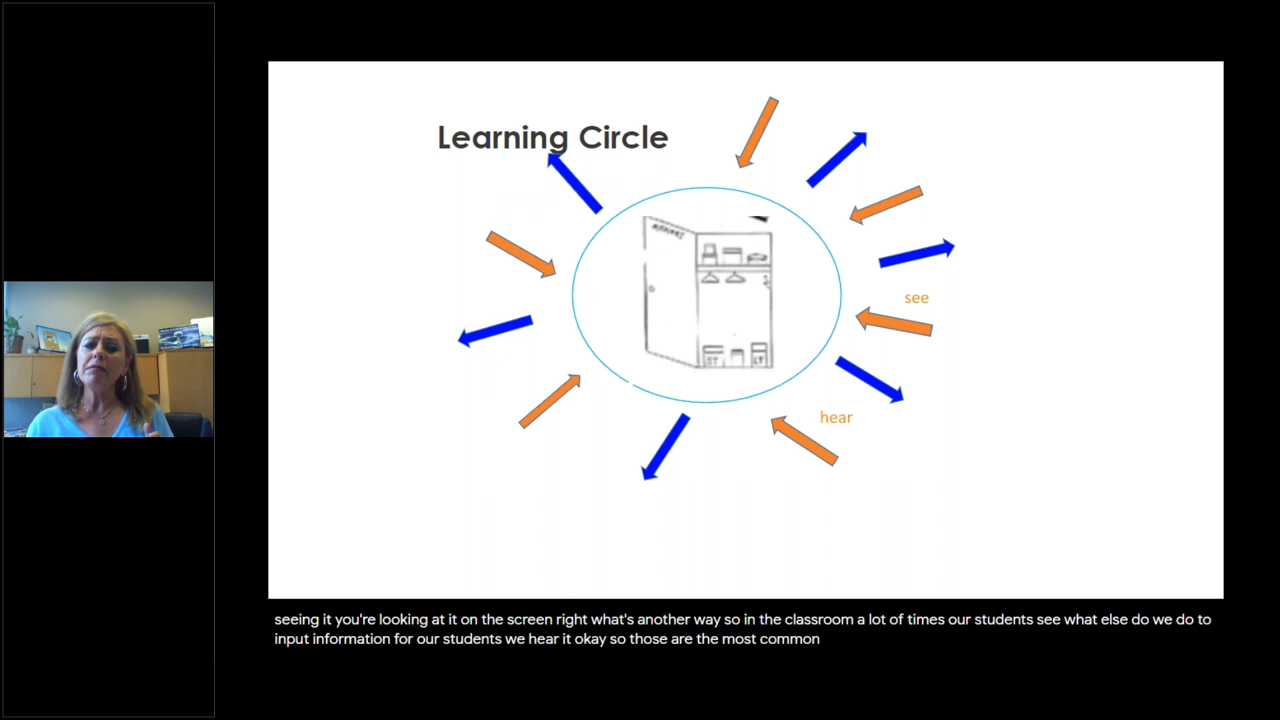 Learning Circle
see
ST
LT
hear
seeing it you're looking at it on the screen right what's another way so in the classroom a lot of times our students see what else do we do to
input information for our students we hear it okay so those are the most common